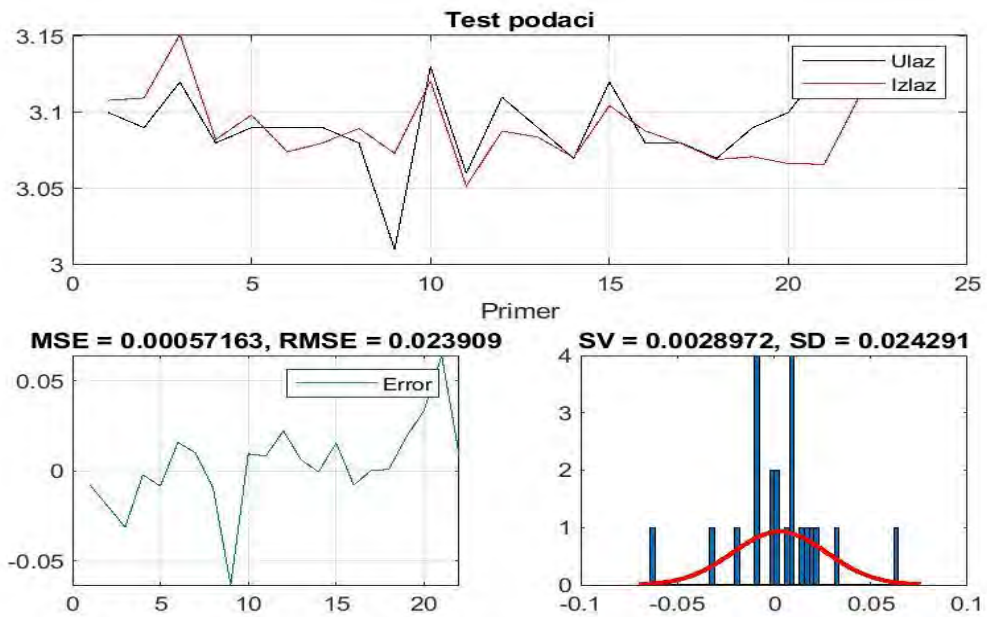 Test podaci
3.15
3.1
3.05
3
Ulaz
Izlaz
0 5 10 15 20 25
Primer
MSE = 0.00057163, RMSE = 0.023909
0.05
0
-0.05
Error
0 5 10 15 20
SV = 0.0028972, SD = 0.024291
4
3
2
1
0
-0.1 -0.05 0 0.05 0.1